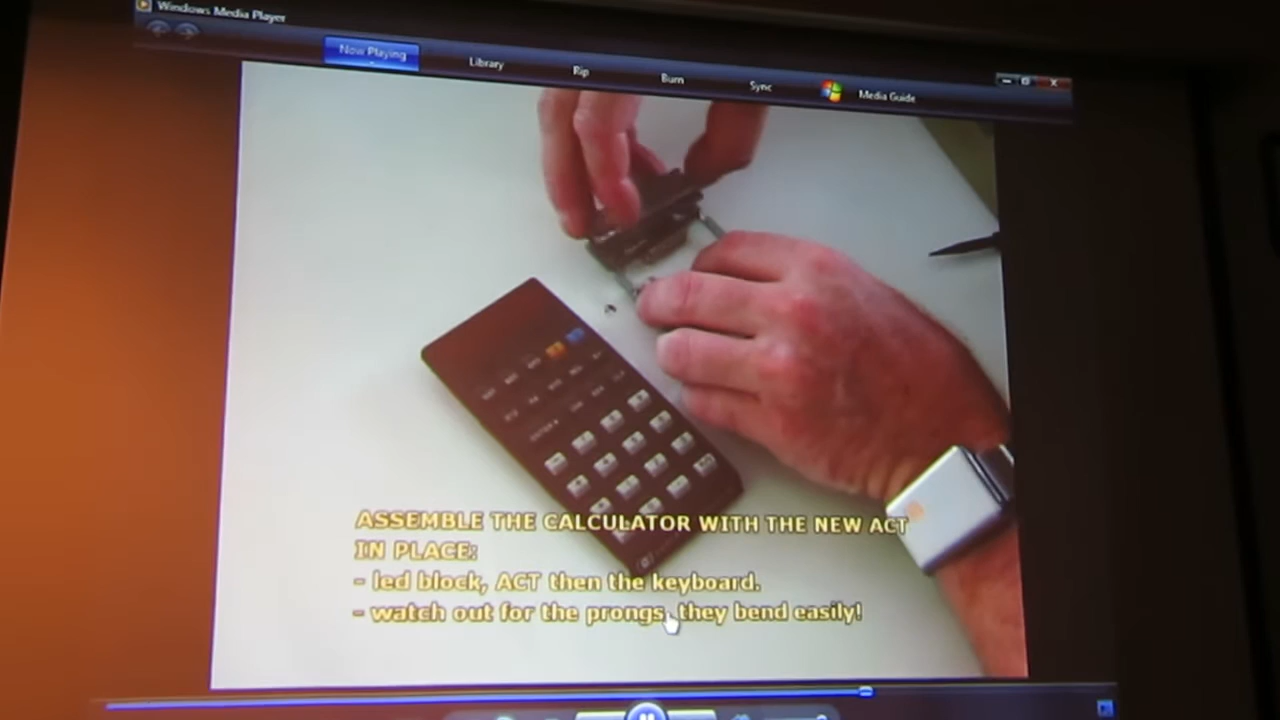 Windows Media Player
Now Playing
Library
Rip
Burn
Sync
Media Guide
ASSEMBLE THE CALCULATOR WITH THE NEW ACT
IN PLACE:
- led block, ACT then the keyboard.
- watch out for the prongs, they bend easily!